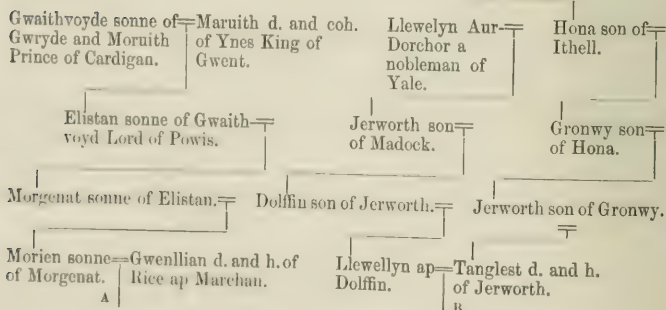 Gwaithvoyde sonne of
Gwryde and Moruith
Prince of Cardigan.
Maruith d. and coh.
of Ynes King of
Gwent.
Llewelyn Aur-
Dorchor a
nobleman of
Yale.
Hona son of
Ithell.
Elistan sonne of Gwaith-
voyd Lord of Powis.
Jerworth son
of Madock.
Gronwy son
of Hona.
Morgenat sonne of Elistan.
Dolffin son of Jerworth.
Jerworth son of Gronwy.
Morien sonne
of Morgenat.
Gwenllian d. and h. of
Rice ap Marchan.
Llewellyn ap
Dolffin.
Tanglest d. and h.
of Jerworth.
A
B